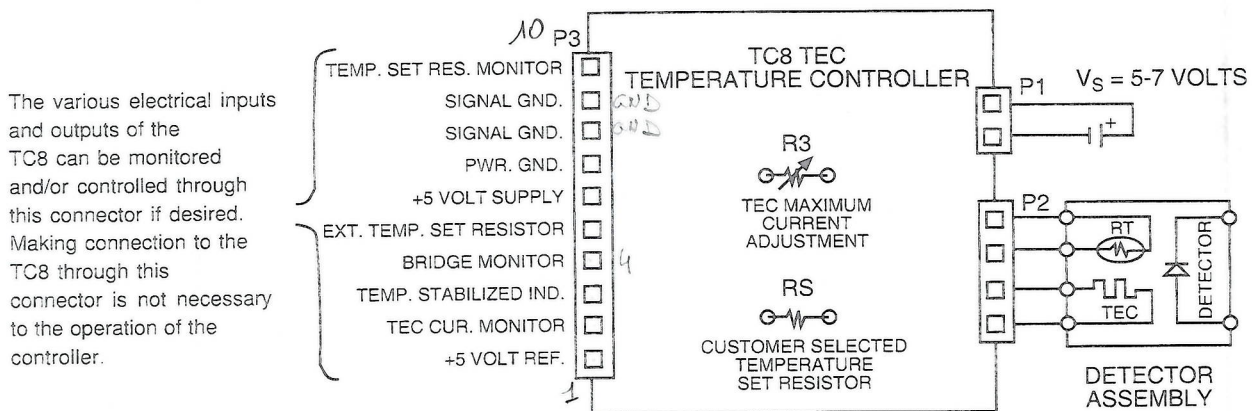 The various electrical inputs
and outputs of the
TC8 can be monitored
and/or controlled through
this connector if desired.
Making connection to the
TC8 through this
connector is not necessary
to the operation of the
controller.
10
P3
TEMP. SET RES. MONITOR
SIGNAL GND.
GND
SIGNAL GND.
GND
PWR. GND.
+5 VOLT SUPPLY
EXT. TEMP. SET RESISTOR
BRIDGE MONITOR
4
TEMP. STABILIZED IND.
TEC CUR. MONITOR
+5 VOLT REF.
1
TC8 TEC
TEMPERATURE CONTROLLER
R3
TEC MAXIMUM
CURRENT
ADJUSTMENT
RS
CUSTOMER SELECTED
TEMPERATURE
SET RESISTOR
P1
VS = 5-7 VOLTS
+
P2
RT
TEC
DETECTOR
DETECTOR
ASSEMBLY